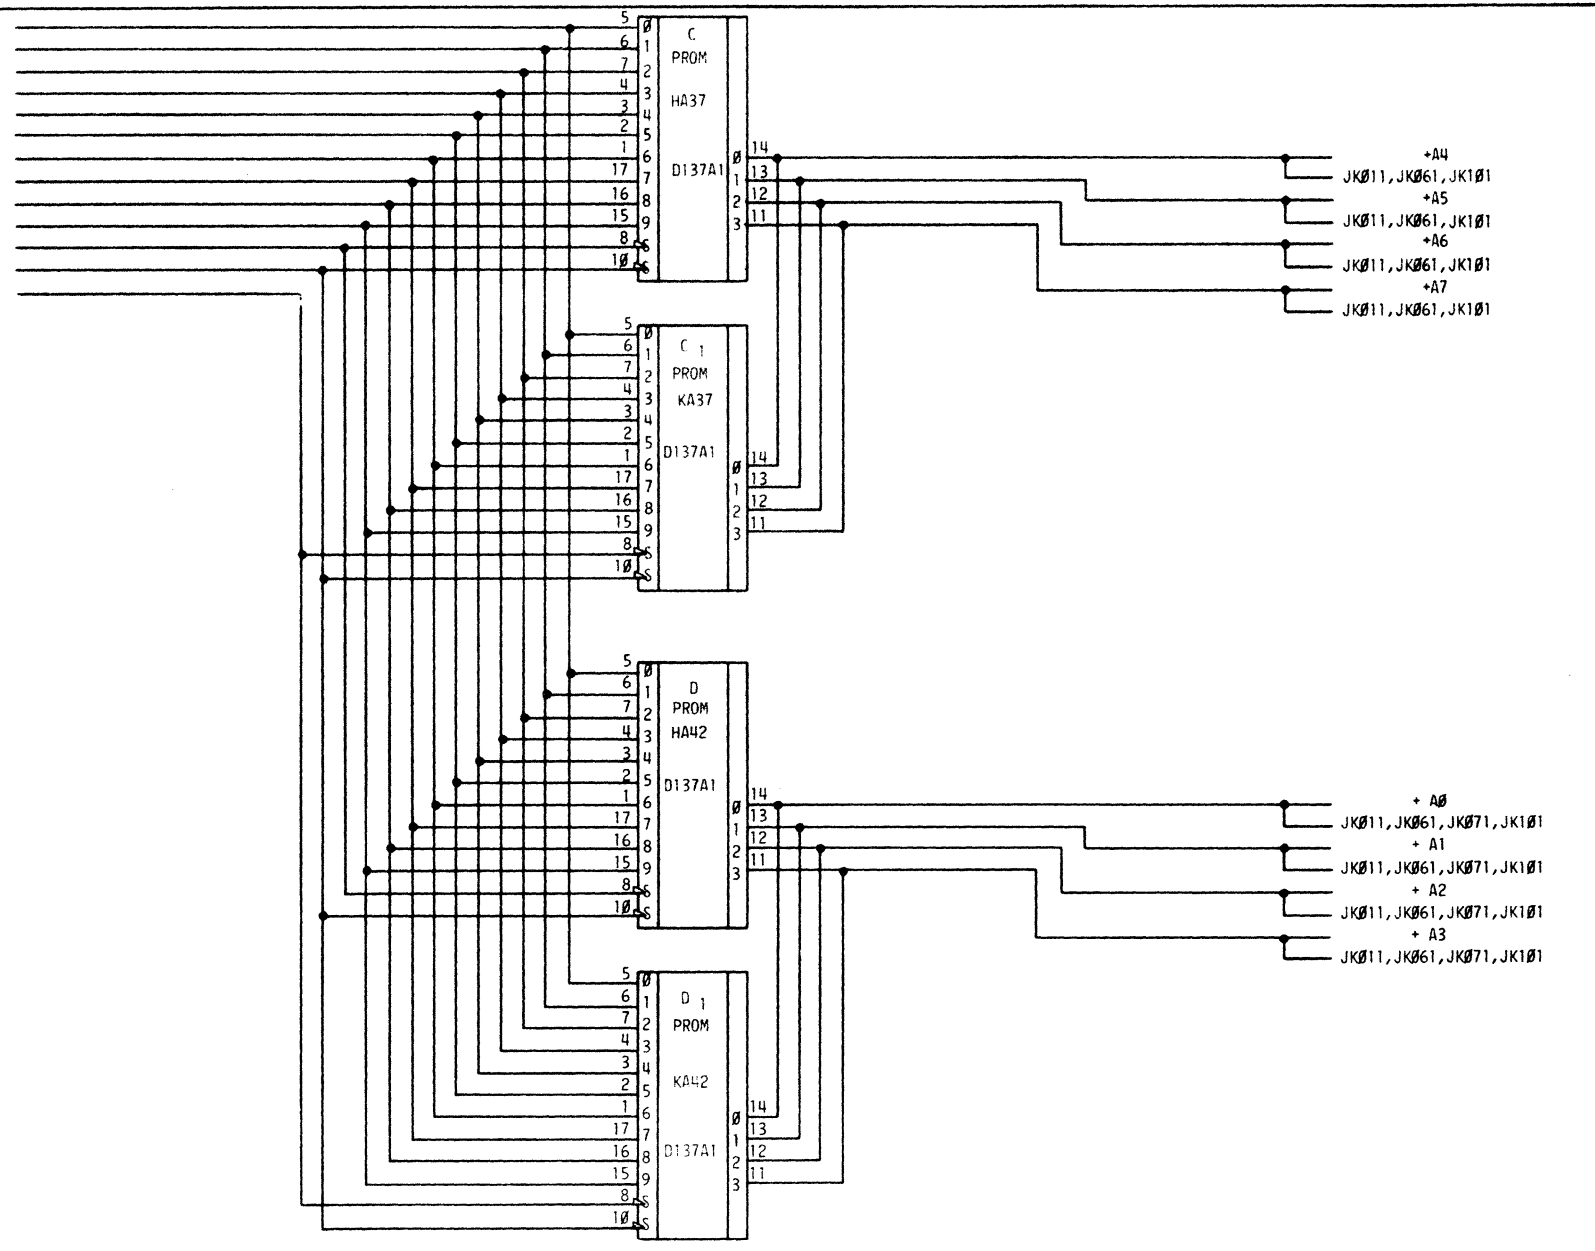 5 Ø C
6 1 PROM
7 2
4 3 HA37
3 4
2 5
1 6 Ø 14 +A4
17 7 D137A1 1 13 JKØ11,JKØ61,JK1Ø1
16 8 2 12 +A5
15 9 3 11 JKØ11,JKØ61,JK1Ø1
8 S +A6
1Ø S JKØ11,JKØ61,JK1Ø1
+A7
JKØ11,JKØ61,JK1Ø1
5 Ø C 1
6 1
7 2 PROM
4 3 KA37
3 4
2 5 D137A1
1 6 Ø 14
17 7 1 13
16 8 2 12
15 9 3 11
8 S
1Ø S
5 Ø D
6 1
7 2 PROM
4 3 HA42
3 4
2 5 D137A1
1 6 Ø 14 + AØ
17 7 1 13 JKØ11,JKØ61,JKØ71,JK1Ø1
16 8 2 12 + A1
15 9 3 11 JKØ11,JKØ61,JKØ71,JK1Ø1
8 S + A2
1Ø S JKØ11,JKØ61,JKØ71,JK1Ø1
+ A3
JKØ11,JKØ61,JKØ71,JK1Ø1
5 Ø D 1
6 1
7 2 PROM
4 3
3 4 KA42
2 5
1 6 Ø 14
17 7 1 13
16 8 D137A1 2 12
15 9 3 11
8 S
1Ø S